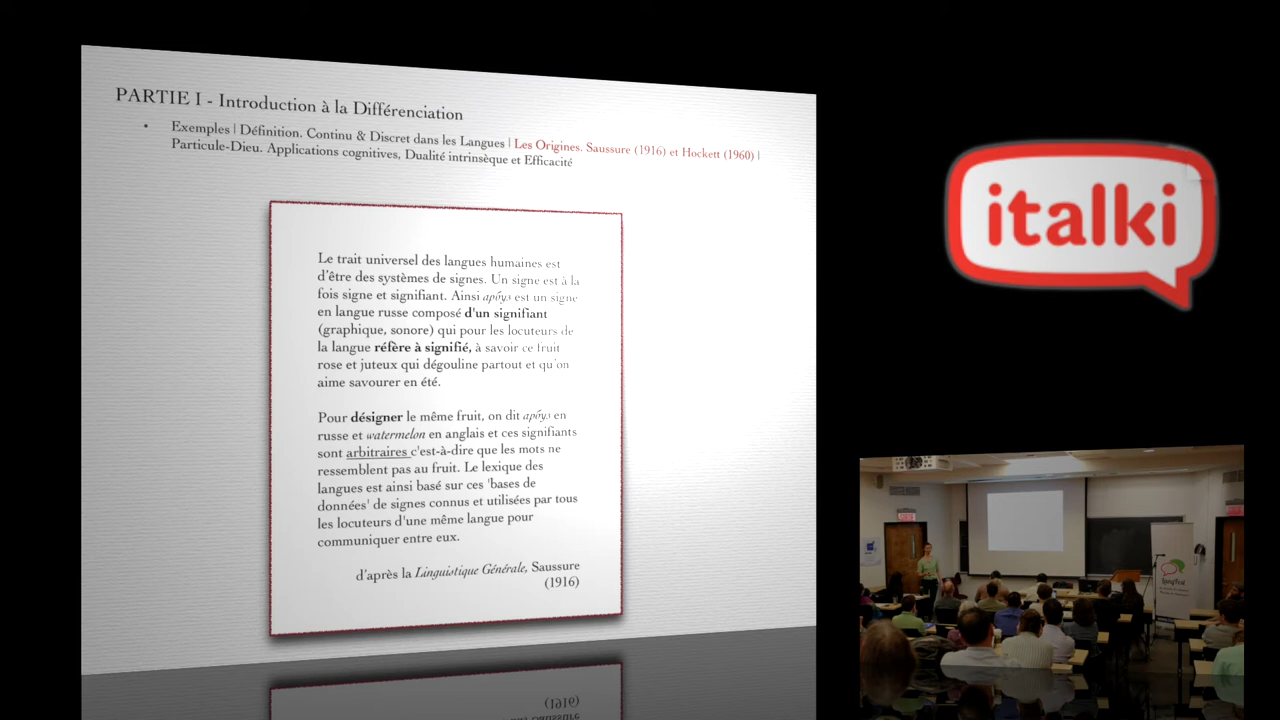 PARTIE I - Introduction à la Différenciation
• Exemples | Définition. Continu & Discret dans les Langues | Les Origines. Saussure (1916) et Hockett (1960) |
Particule-Dieu. Applications cognitives, Dualité intrinsèque et Efficacité
Le trait universel des langues humaines est
d'être des systèmes de signes. Un signe est à la
fois signe et signifiant. Ainsi арбуз est un signe
en langue russe composé d'un signifiant
(graphique, sonore) qui pour les locuteurs de
la langue réfère à signifié, à savoir ce fruit
rose et juteux qui dégouline partout et qu'on
aime savourer en été.
Pour désigner le même fruit, on dit арбуз en
russe et watermelon en anglais et ces signifiants
sont arbitraires c'est-à-dire que les mots ne
ressemblent pas au fruit. Le lexique des
langues est ainsi basé sur ces 'bases de
données' de signes connus et utilisées par tous
les locuteurs d'une même langue pour
communiquer entre eux.
d'après la Linguistique Générale, Saussure
(1916)
italki
LangFest